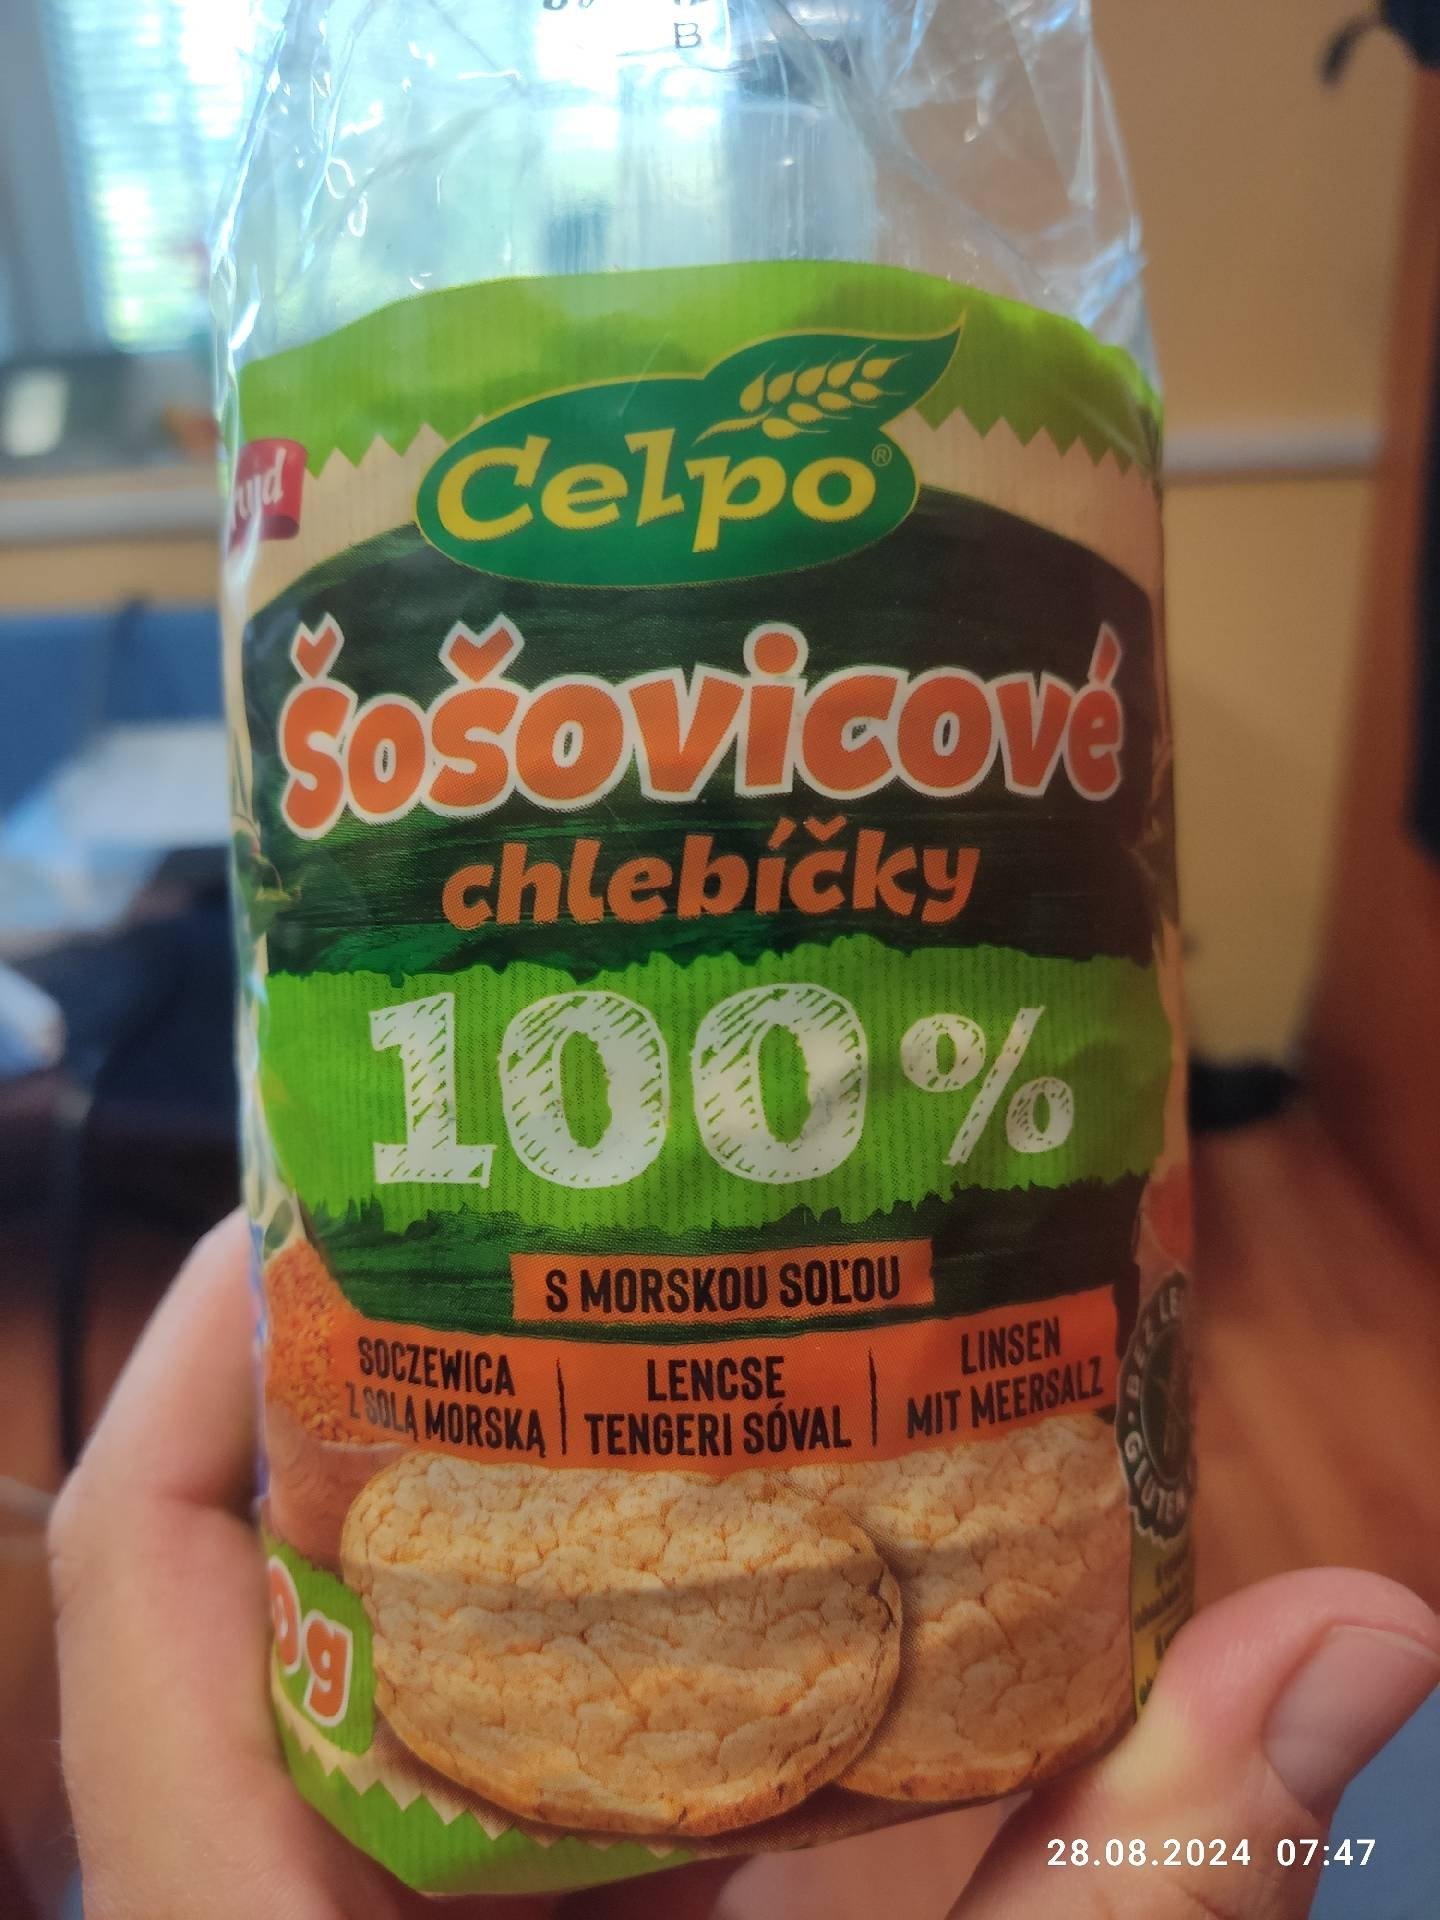 B
Celpo®
Šošovicové
chlebíčky
100%
S MORSKOU SOĽOU
SOCZEWICA
Z SOLĄ MORSKĄ
LENCSE
TENGERI SÓVAL
LINSEN
MIT MEERSALZ
g
28.08.2024 07:47